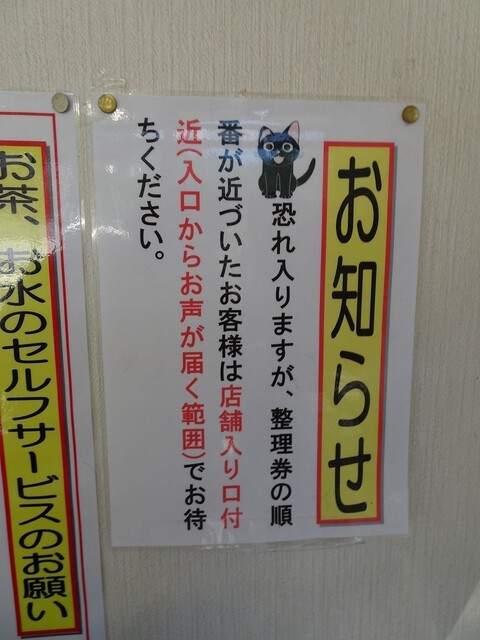 お知らせ
恐れ入りますが、整理券の順
番が近づいたお客様は店舗入り口付
近(入口からお声が届く範囲)でお待
ちください。
お茶、お水のセルフサービスのお願い